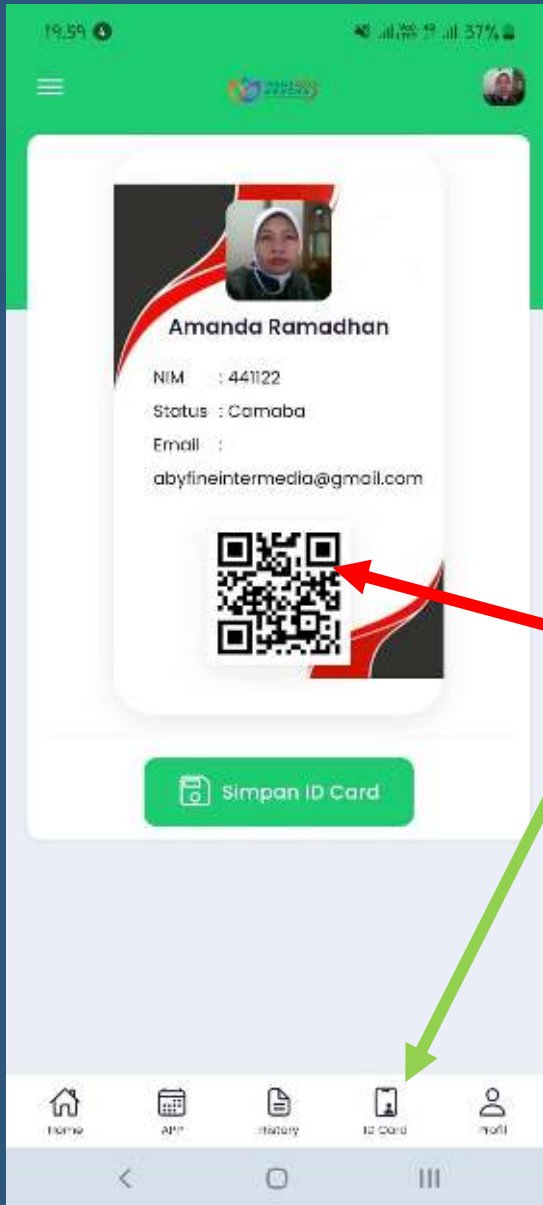 19.59
37%
Amanda Ramadhan
NIM : 441122
Status : Camaba
Email :
abyfineintermedia@gmail.com
Simpan ID Card
Home APP History ID Card Profil